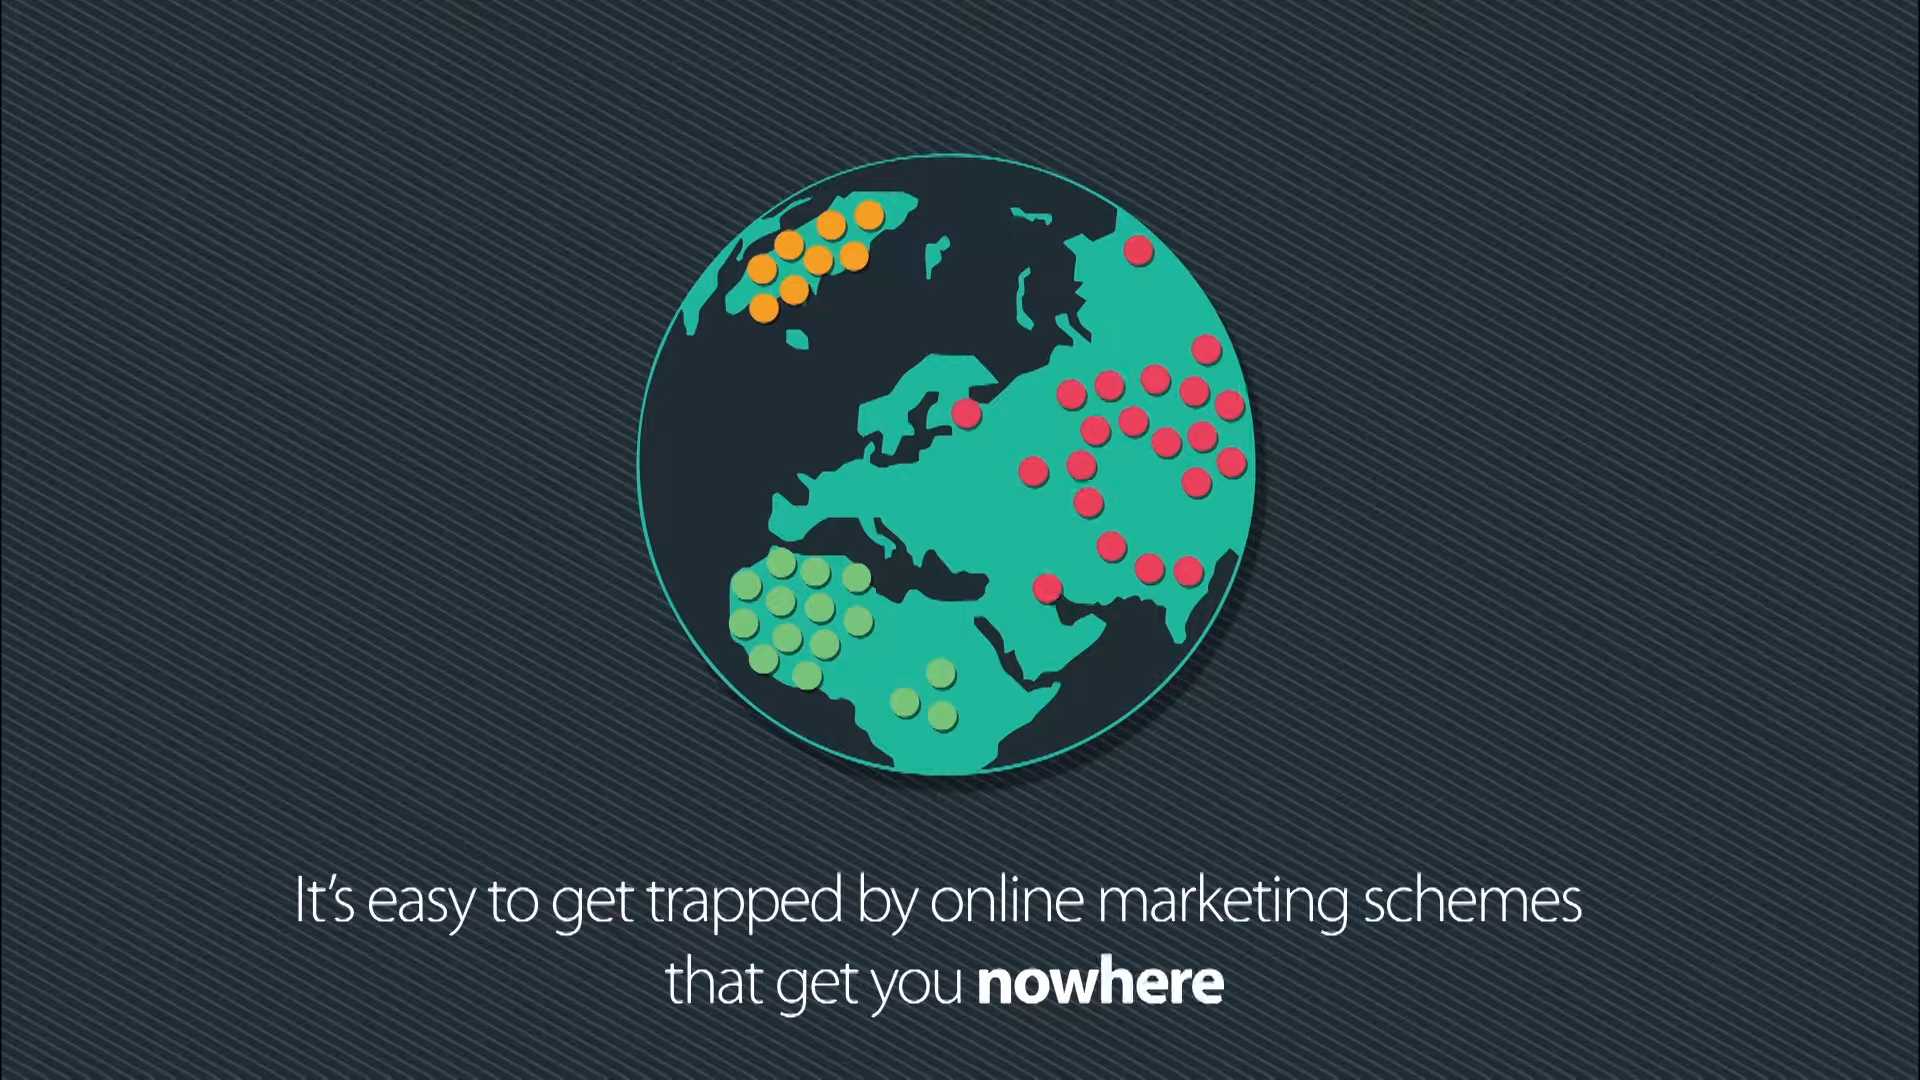 It’s easy to get trapped by online marketing schemes
that get you nowhere